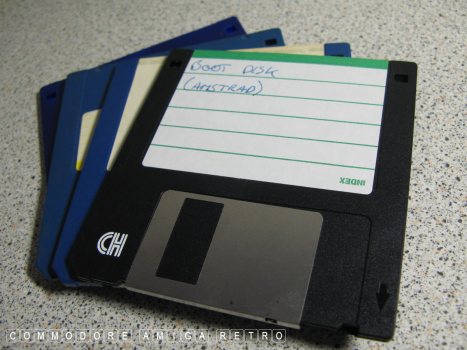 BOOT DISK
(AMSTRAD)
INDEX
CH
COMMODORE AMIGA RETRO